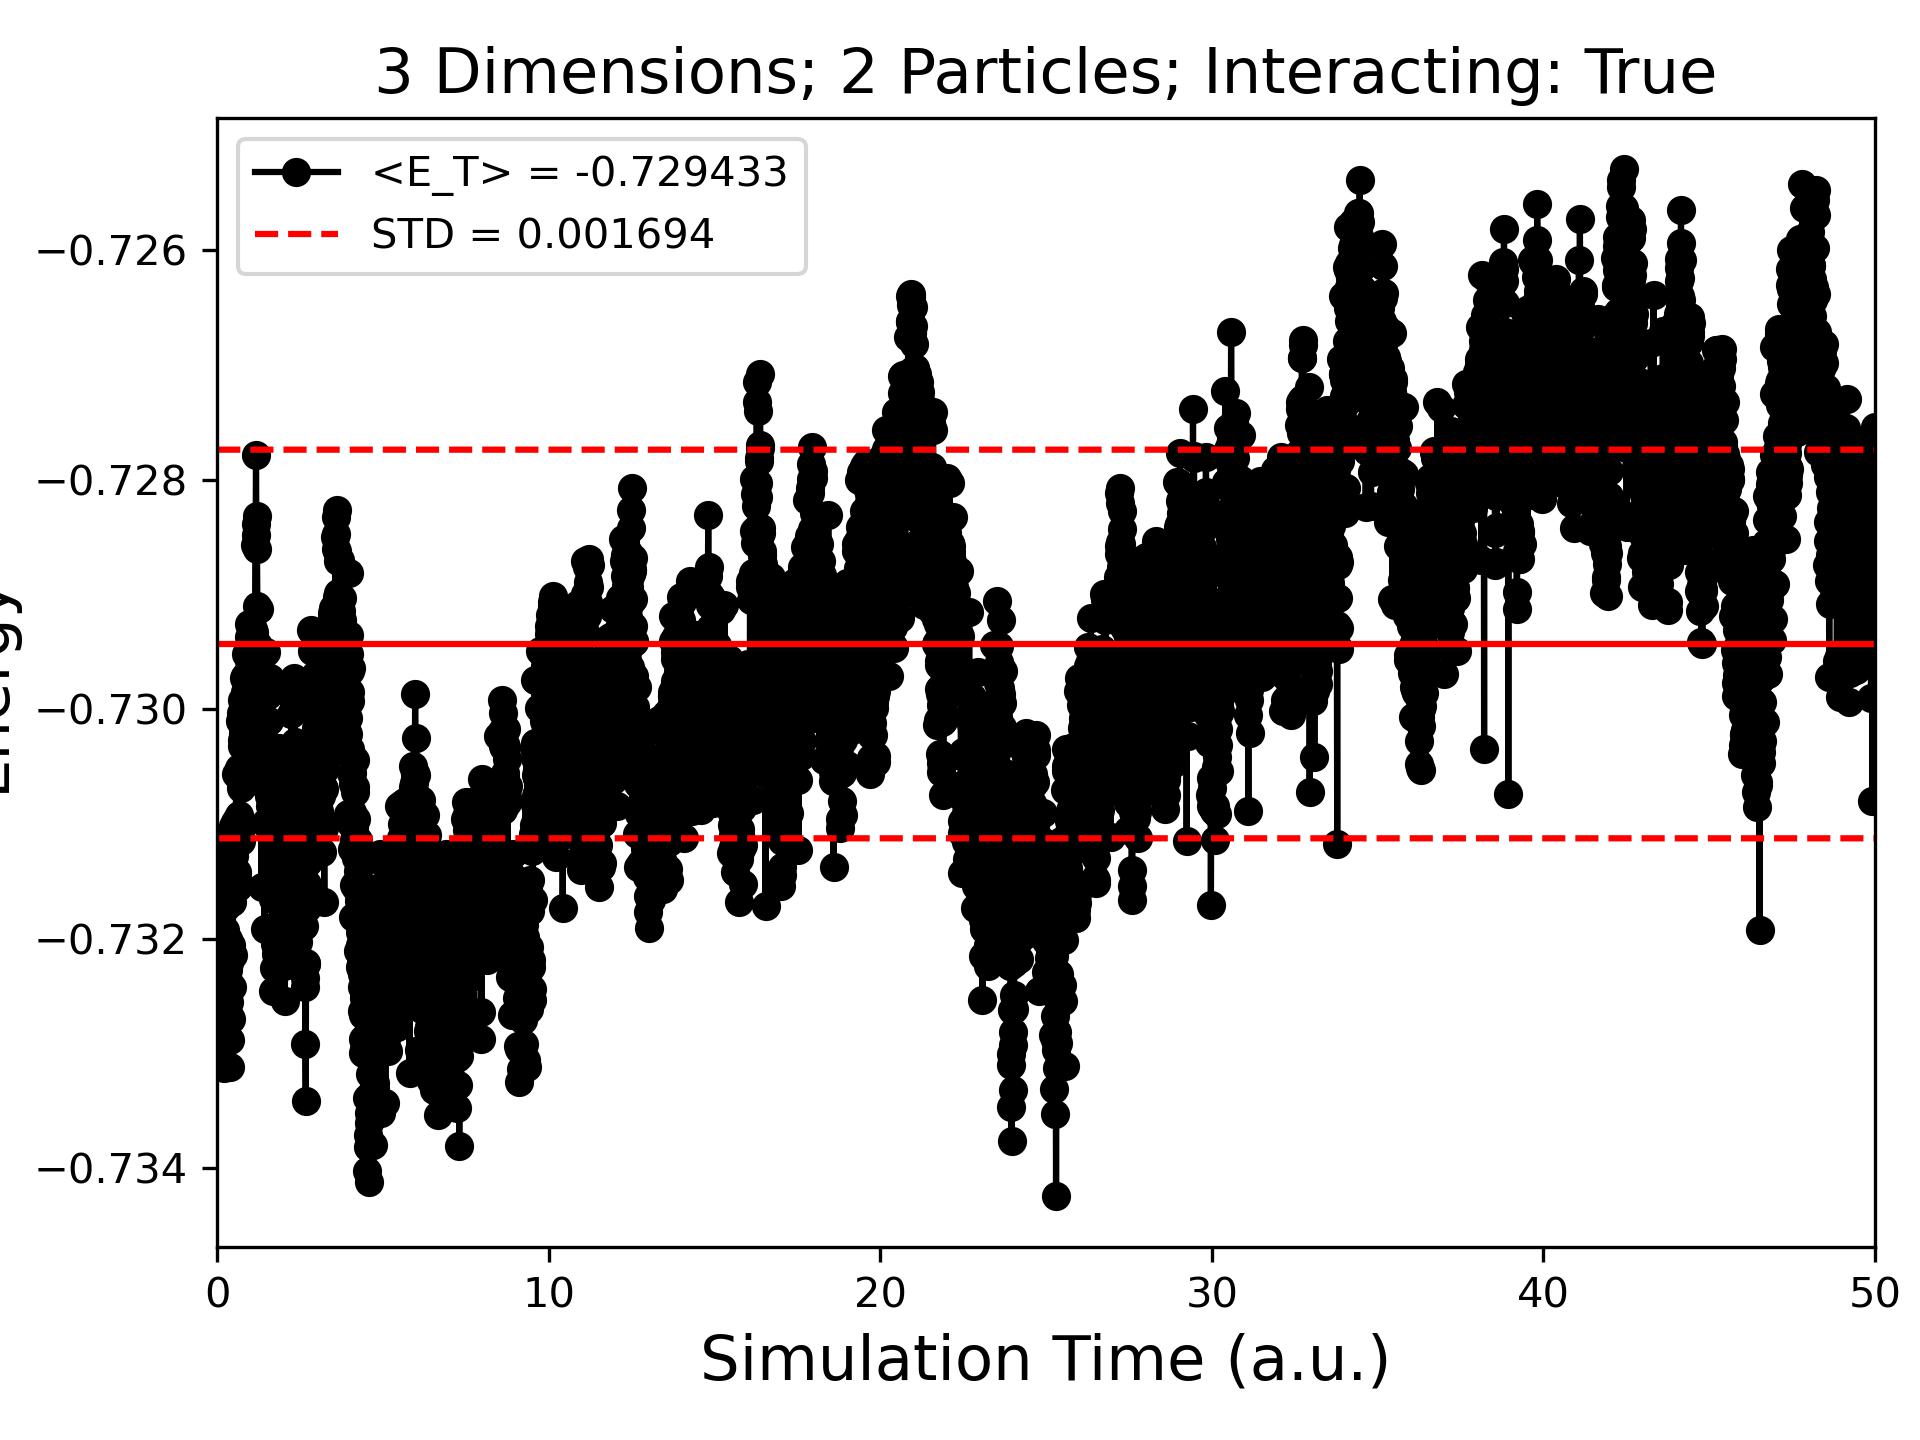 3 Dimensions; 2 Particles; Interacting: True
<E_T> = -0.729433
STD = 0.001694
−0.726
−0.728
−0.730
−0.732
−0.734
Energy
0 10 20 30 40 50
Simulation Time (a.u.)